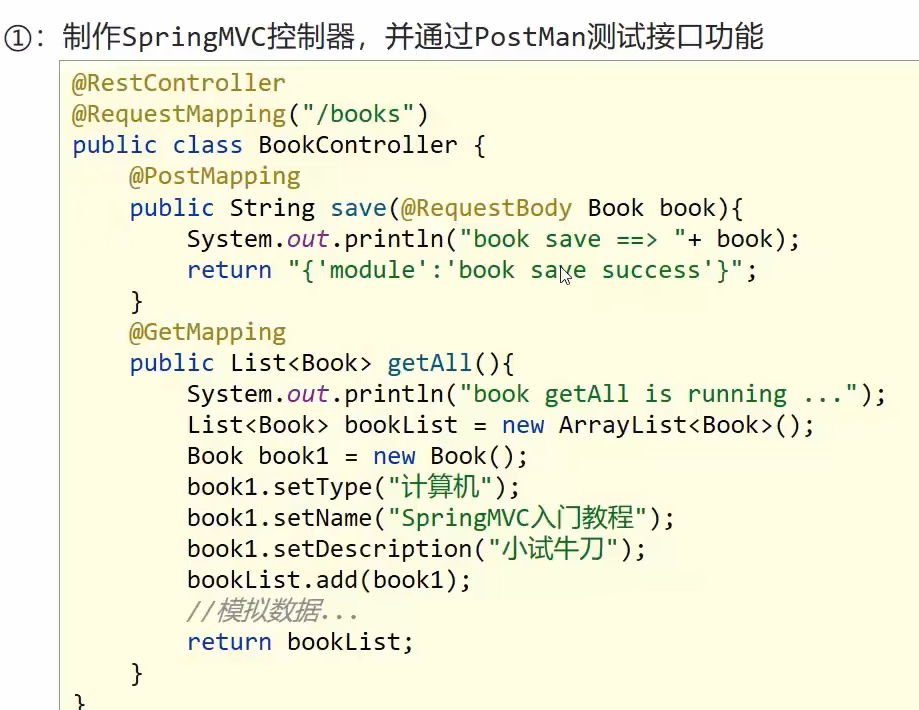 ①：制作SpringMVC控制器，并通过PostMan测试接口功能
@RestController
@RequestMapping("/books")
public class BookController {
    @PostMapping
    public String save(@RequestBody Book book){
        System.out.println("book save ==> "+ book);
        return "{'module':'book save success'}";
    }
    @GetMapping
    public List<Book> getAll(){
        System.out.println("book getAll is running ...");
        List<Book> bookList = new ArrayList<Book>();
        Book book1 = new Book();
        book1.setType("计算机");
        book1.setName("SpringMVC入门教程");
        book1.setDescription("小试牛刀");
        bookList.add(book1);
        //模拟数据...
        return bookList;
    }
}